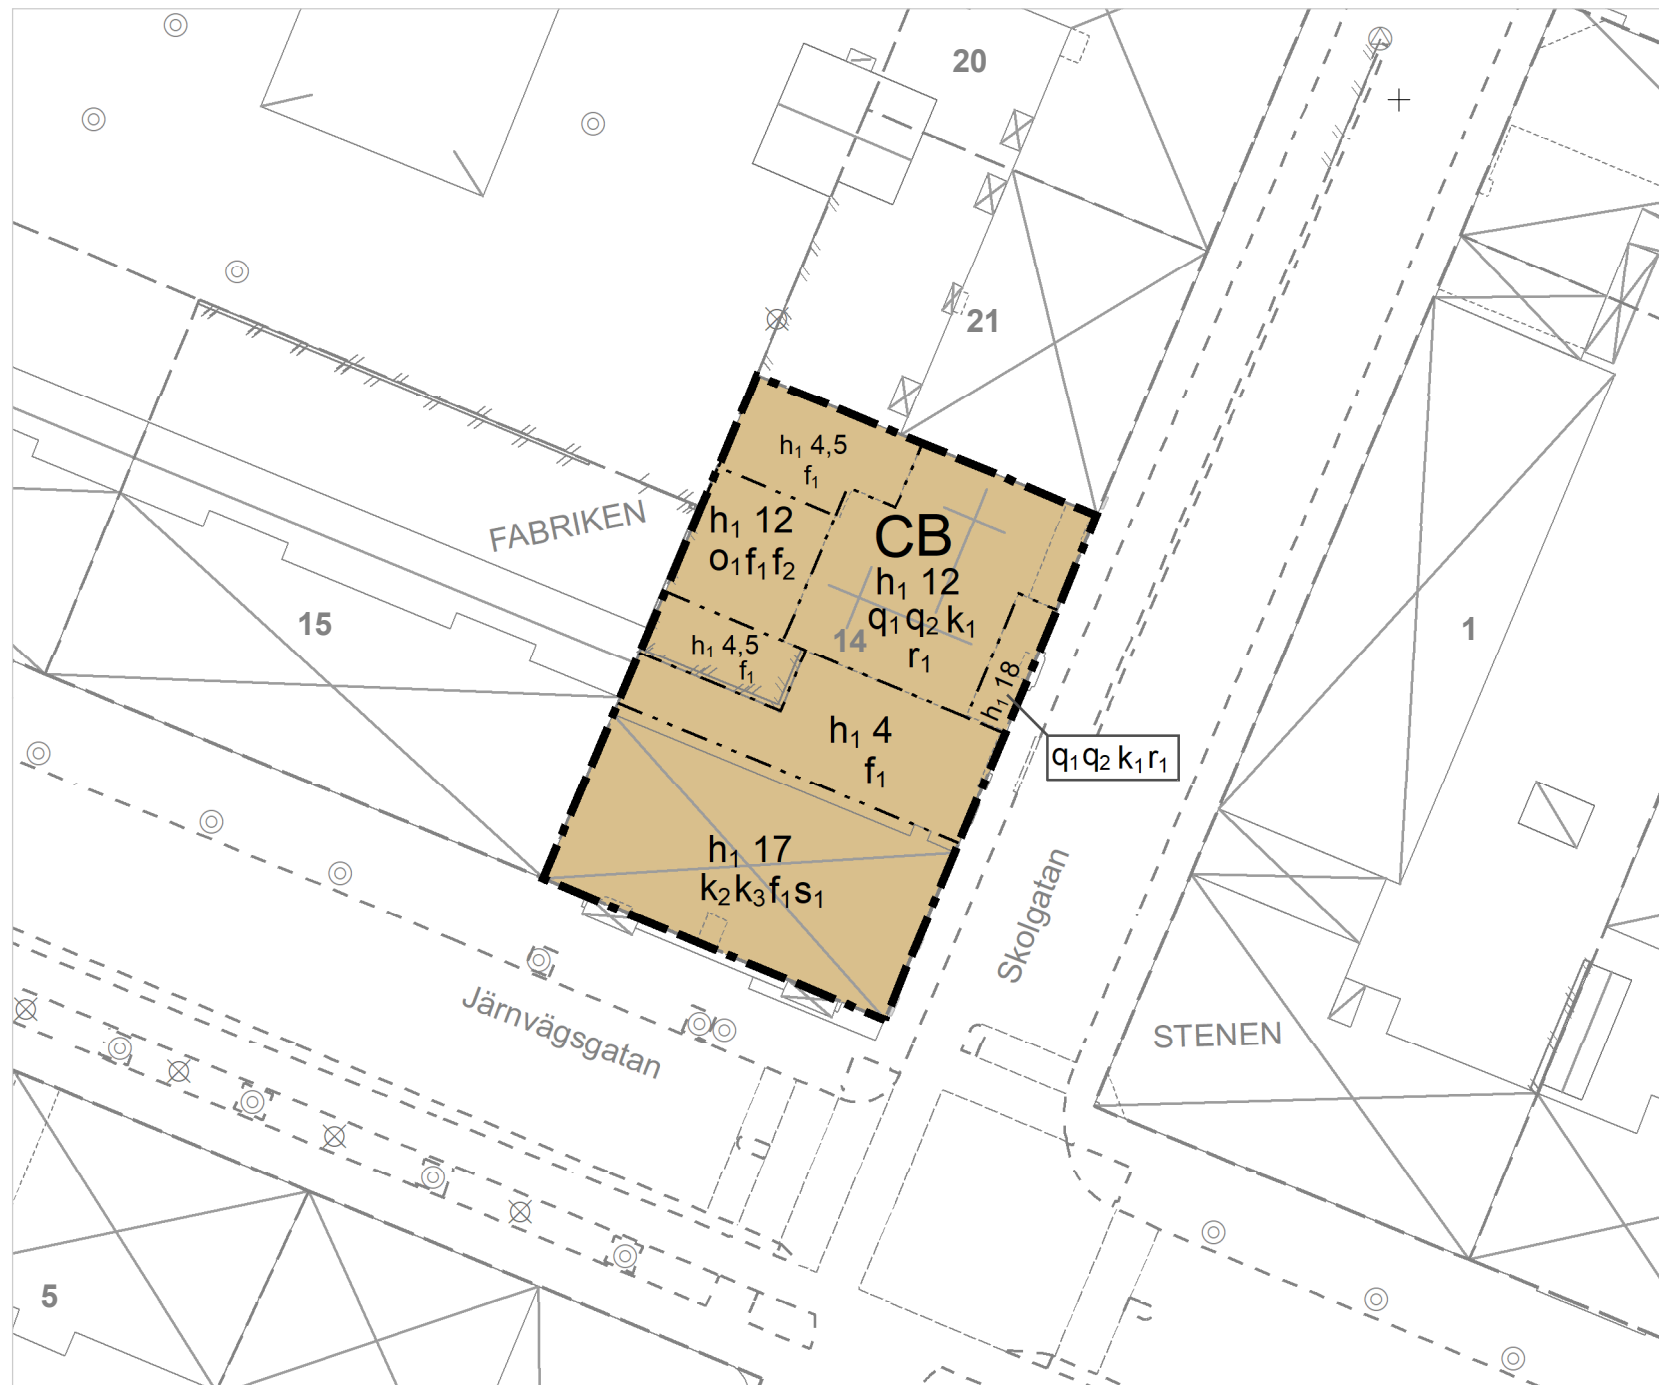 20
21
h₁ 4,5
f₁
FABRIKEN
h₁ 12
o₁f₁f₂
CB
h₁ 12
q₁q₂k₁
14
r₁
15
1
h₁ 4,5
f₁
h₁ 18
h₁ 4
f₁
q₁q₂k₁r₁
h₁ 17
k₂k₃f₁s₁
Skolgatan
Järnvägsgatan
STENEN
5